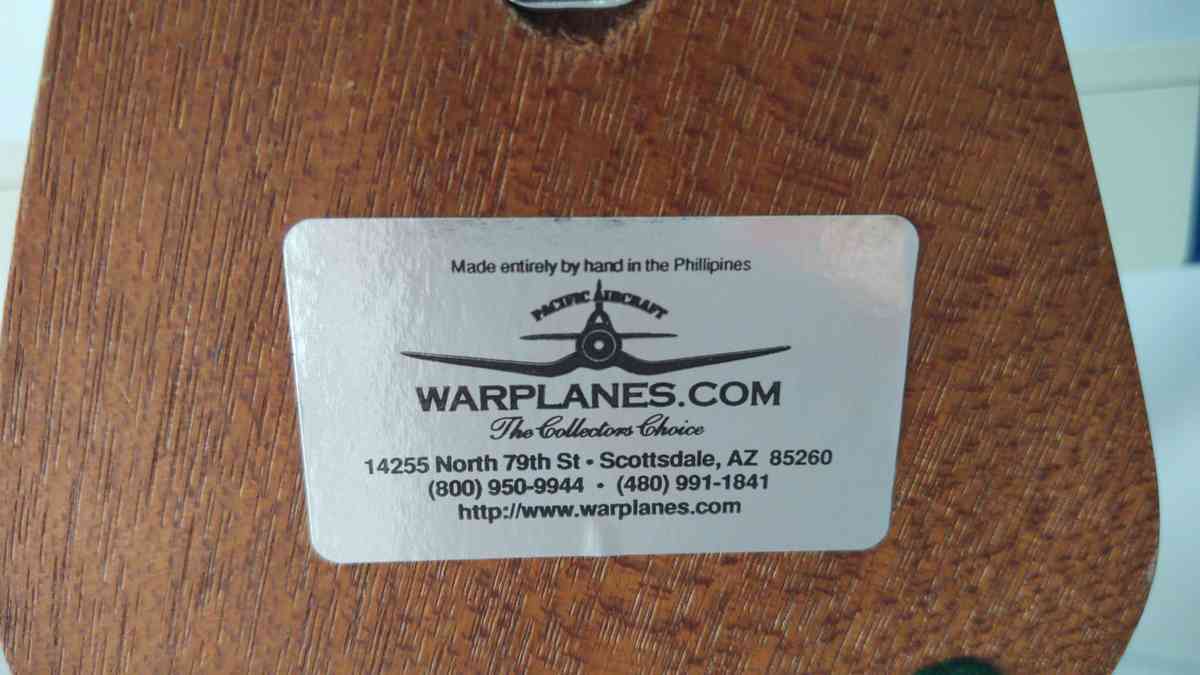 Made entirely by hand in the Phillipines
PACIFIC AIRCRAFT
WARPLANES.COM
The Collectors Choice
14255 North 79th St • Scottsdale, AZ 85260
(800) 950-9944 • (480) 991-1841
http://www.warplanes.com